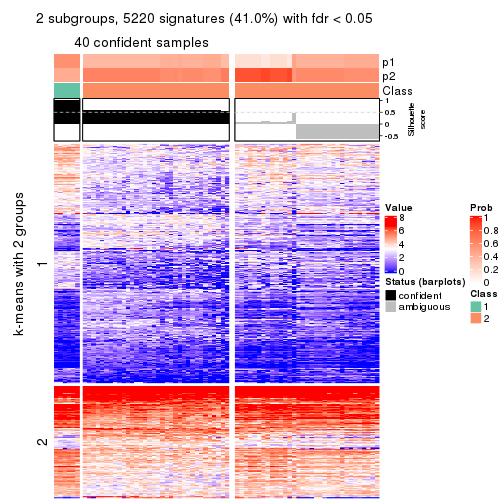 2 subgroups, 5220 signatures (41.0%) with fdr < 0.05
40 confident samples
p1
p2
Class
1
0.5
0
-0.5
Silhouette
score
k-means with 2 groups
1
2
Value
8
6
4
2
0
Status (barplots)
confident
ambiguous
Prob
1
0.8
0.6
0.4
0.2
0
Class
1
2